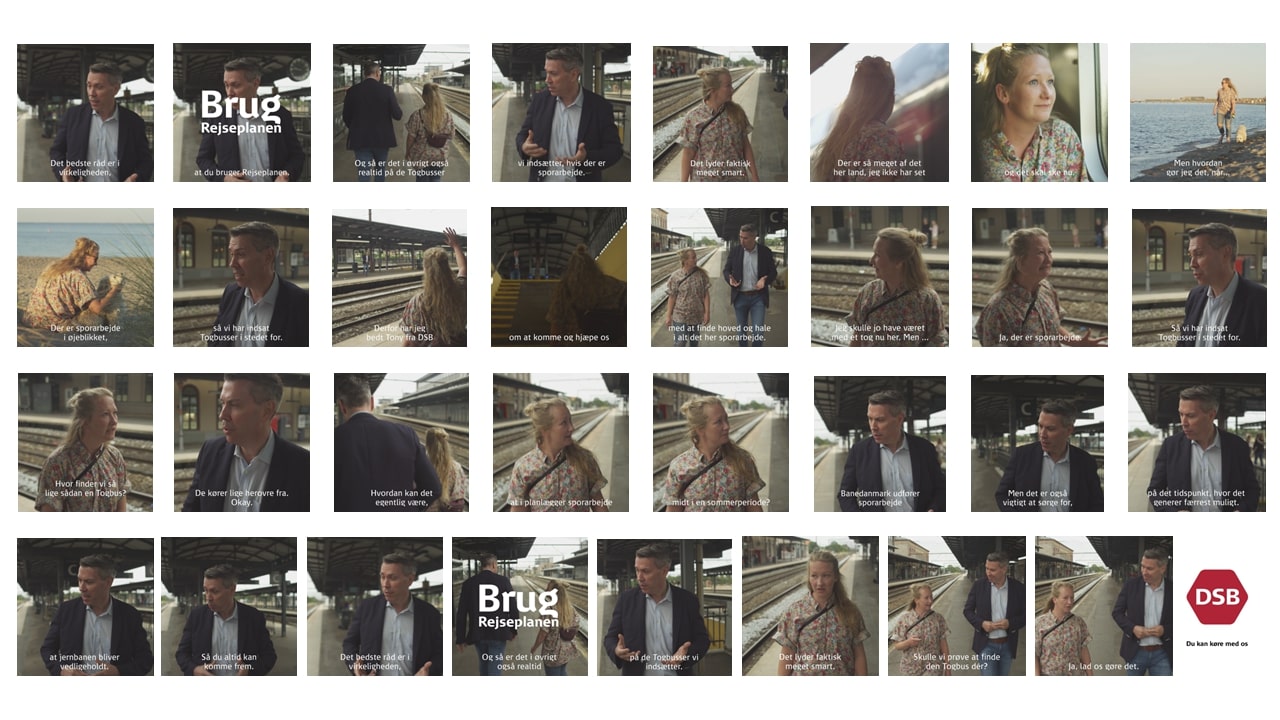 Det bedste råd er i
virkeligheden,
Brug
Rejseplanen
at du bruger Rejseplanen.
Og så er det i øvrigt også
realtid på de Togbusser
vi indsætter, hvis der er
sporarbejde.
Det lyder faktisk
meget smart.
Der er så meget af det
her land, jeg ikke har set
og det skal ske nu.
Men hvordan
gør jeg det, når...
Der er sporarbejde
i øjeblikket,
så vi har indsat
Togbusser i stedet for.
Derfor har jeg
bedt Tony fra DSB
om at komme og hjælpe os
med at finde hoved og hale
i alt det her sporarbejde.
Jeg skulle jo have været
med et tog nu her. Men ...
Ja, der er sporarbejde.
Så vi har indsat
Togbusser i stedet for.
Hvor finder vi så
lige sådan en Togbus?
De kører lige herovre fra.
Okay.
Hvordan kan det
egentlig være,
at i planlægger sporarbejde
midt i en sommerperiode?
Banedanmark udfører
sporarbejde
Men det er også
vigtigt at sørge for,
på det tidspunkt, hvor det
generer færrest muligt.
at jernbanen bliver
vedligeholdt.
Så du altid kan
komme frem.
Det bedste råd er i
virkeligheden,
Brug
Rejseplanen
Og så er det i øvrigt
også realtid
på de Togbusser vi
indsætter.
Det lyder faktisk
meget smart.
Skulle vi prøve at finde
den Togbus dér?
Ja, lad os gøre det.
DSB
Du kan køre med os